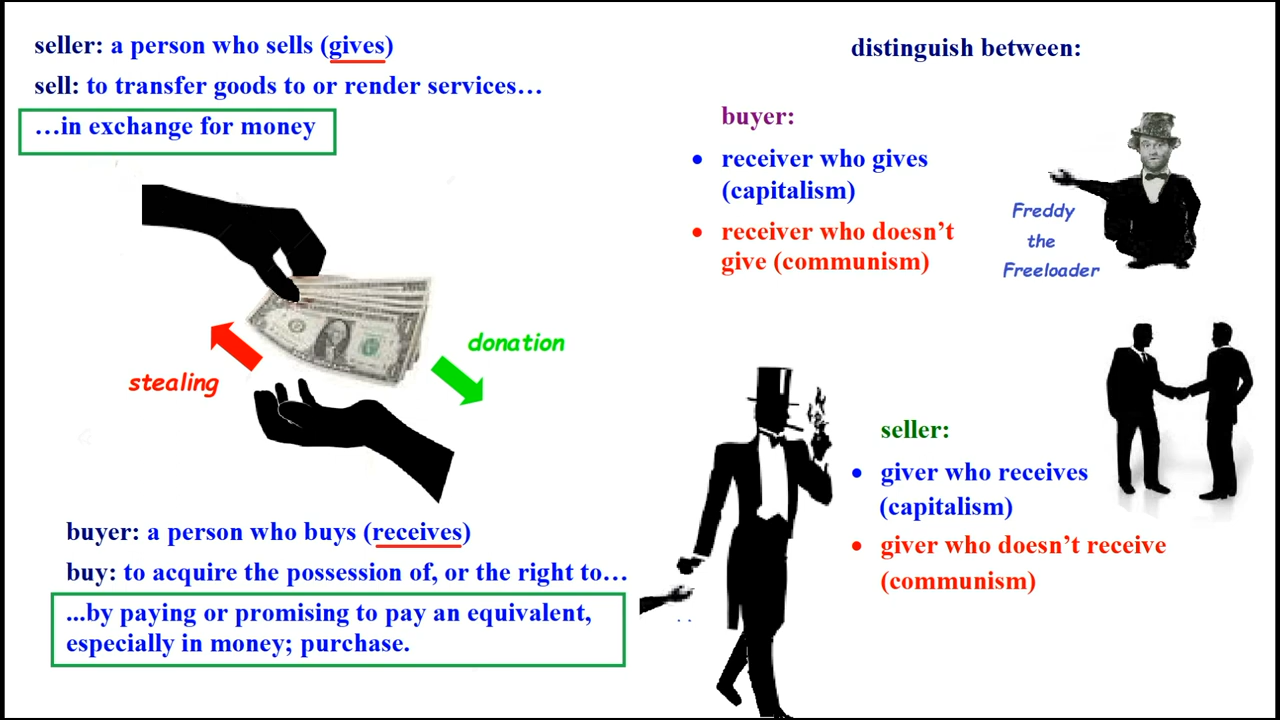 seller: a person who sells (gives)
sell: to transfer goods to or render services…
…in exchange for money
stealing
donation
buyer: a person who buys (receives)
buy: to acquire the possession of, or the right to…
...by paying or promising to pay an equivalent,
especially in money; purchase.
distinguish between:
buyer:
• receiver who gives
(capitalism)
• receiver who doesn’t
give (communism)
Freddy
the
Freeloader
seller:
• giver who receives
(capitalism)
• giver who doesn’t receive
(communism)